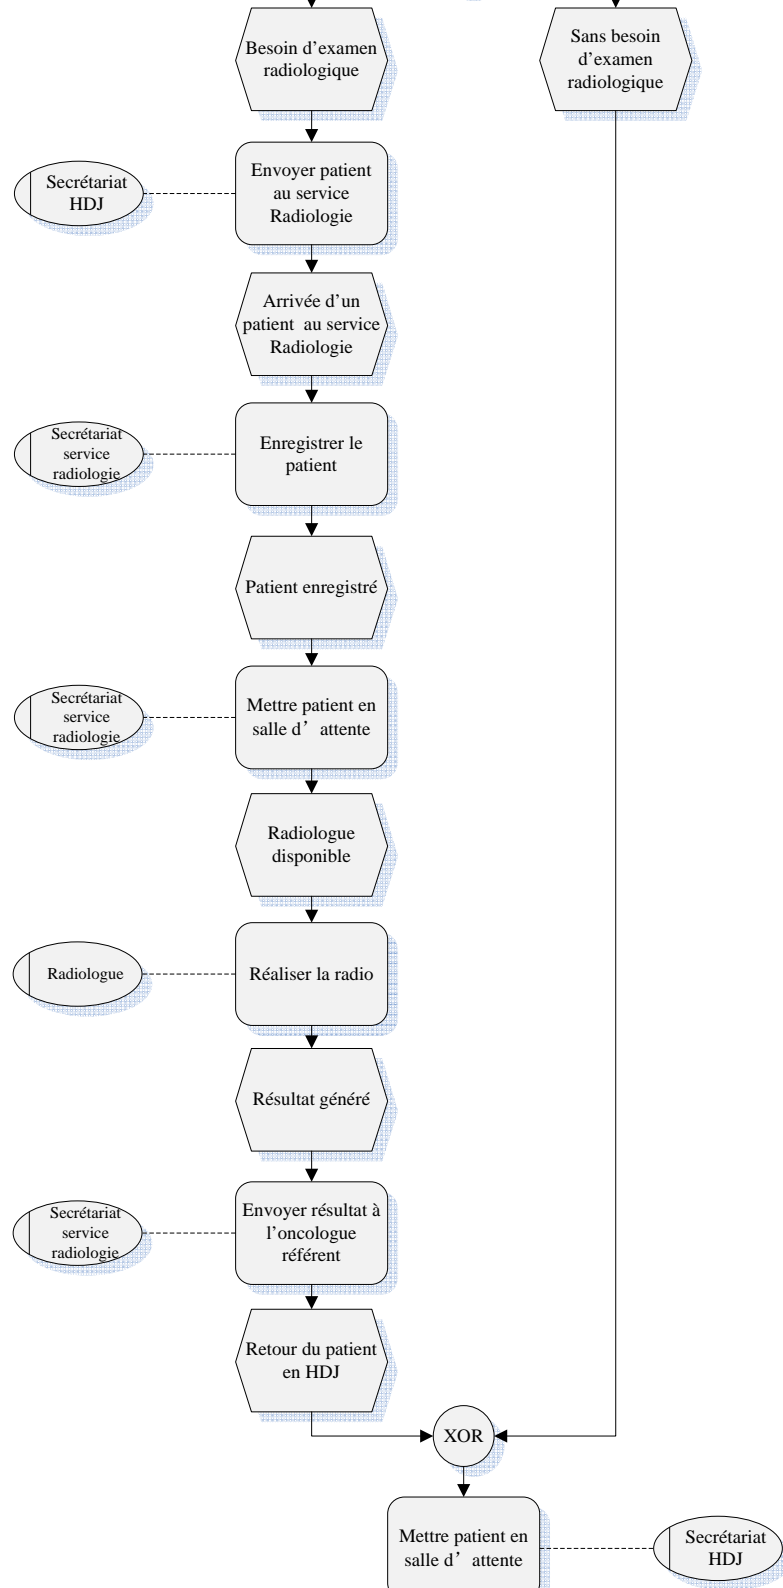 Besoin d’examen
radiologique
Sans besoin
d’examen
radiologique
Secrétariat
HDJ
Envoyer patient
au service
Radiologie
Arrivée d’un
patient au service
Radiologie
Secrétariat
service
radiologie
Enregistrer le
patient
Patient enregistré
Secrétariat
service
radiologie
Mettre patient en
salle d’ attente
Radiologue
disponible
Radiologue
Réaliser la radio
Résultat généré
Secrétariat
service
radiologie
Envoyer résultat à
l’oncologue
référent
Retour du patient
en HDJ
XOR
Mettre patient en
salle d’ attente
Secrétariat
HDJ